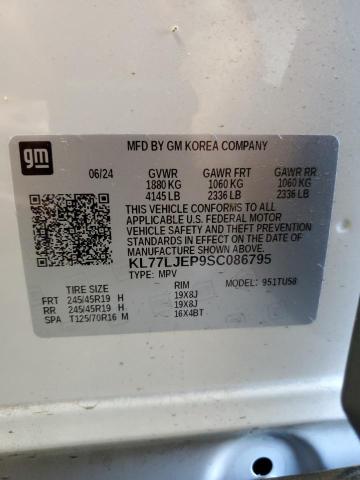 gm
MFD BY GM KOREA COMPANY
06/24 GVWR GAWR FRT GAWR RR
1880 KG 1060 KG 1060 KG
4145 LB 2336 LB 2336 LB
THIS VEHICLE CONFORMS TO ALL
APPLICABLE U.S. FEDERAL MOTOR
VEHICLE SAFETY AND BUMPER
STANDARDS IN EFFECT ON THE DATE
OF MANUFACTURE SHOWN ABOVE.
KL77LJEP9SC086795
TYPE: MPV
TIRE SIZE RIM MODEL: 951TU58
FRT 245/45R19 H 19X8J
RR 245/45R19 H 19X8J
SPA T125/70R16 M 16X4BT